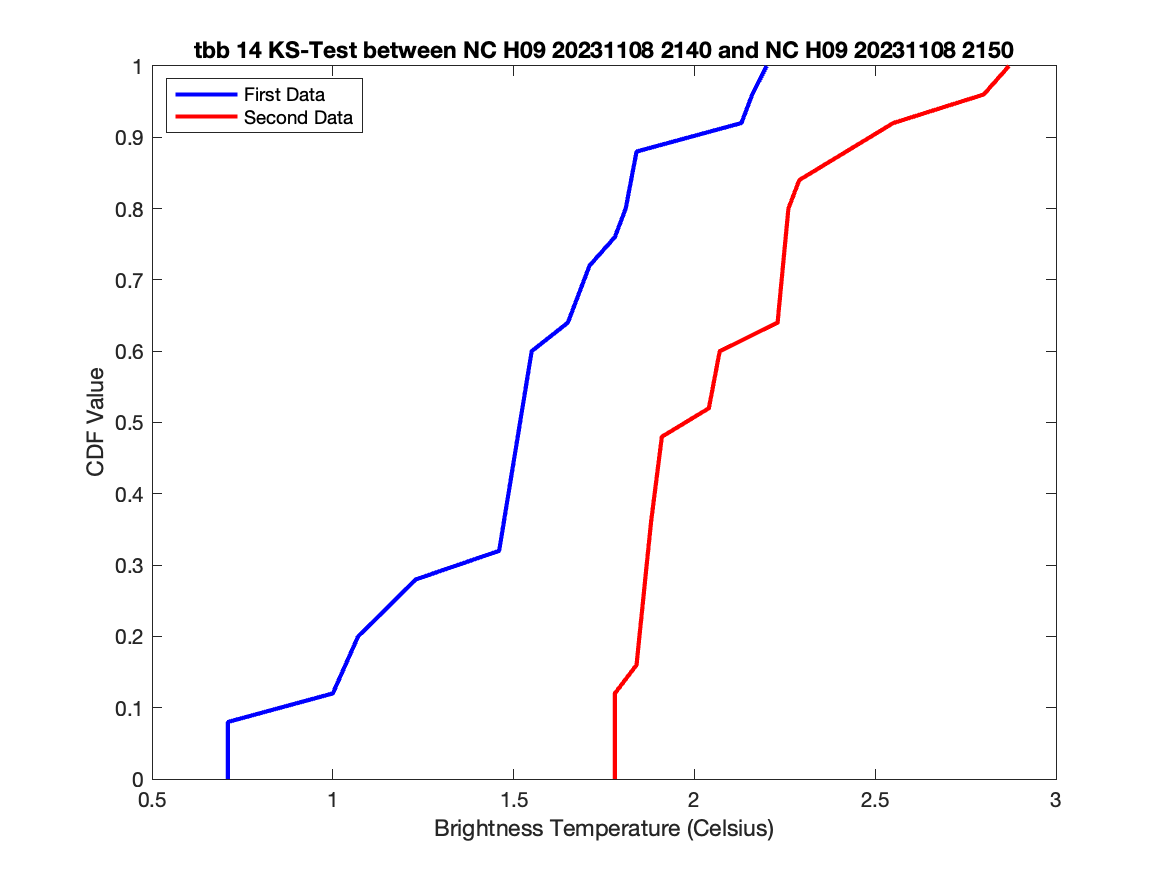 tbb 14 KS-Test between NC H09 20231108 2140 and NC H09 20231108 2150
First Data
Second Data
CDF Value
1
0.9
0.8
0.7
0.6
0.5
0.4
0.3
0.2
0.1
0
0.5 1 1.5 2 2.5 3
Brightness Temperature (Celsius)